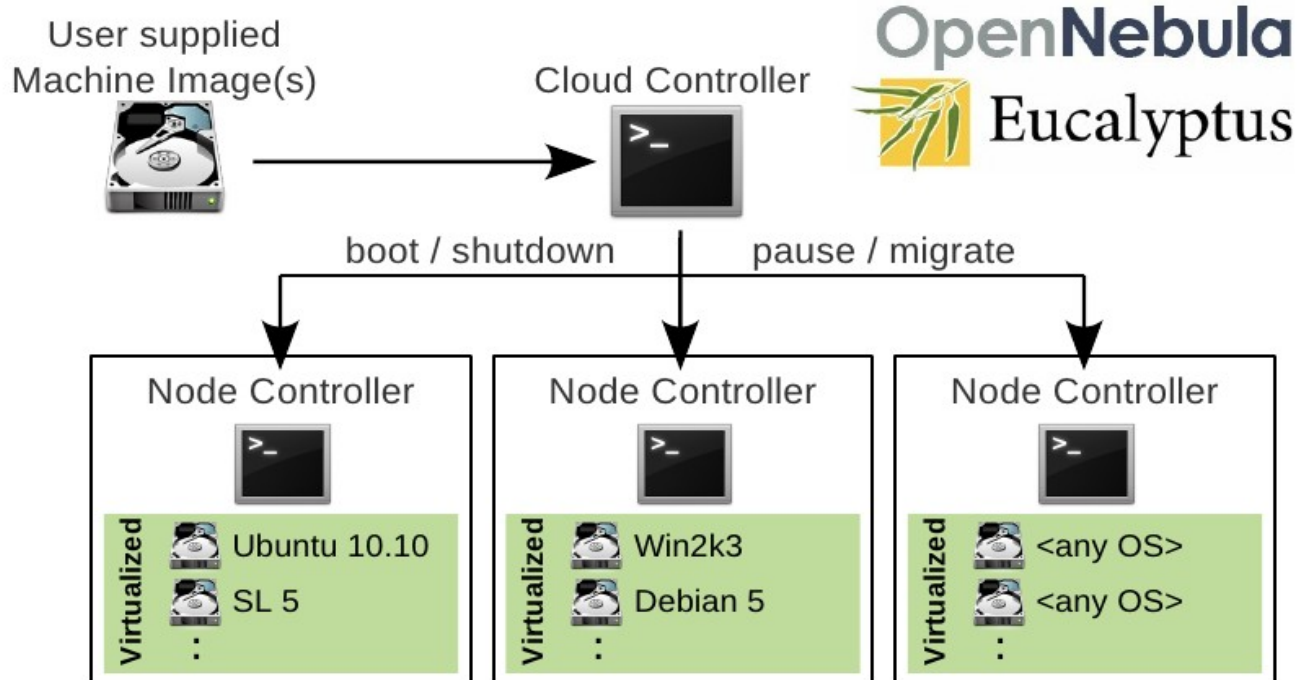 User supplied
Machine Image(s)
Cloud Controller
OpenNebula
Eucalyptus
>_
boot / shutdown
pause / migrate
Node Controller
>_
Virtualized
Ubuntu 10.10
SL 5
:
Node Controller
>_
Virtualized
Win2k3
Debian 5
:
Node Controller
>_
Virtualized
<any OS>
<any OS>
: